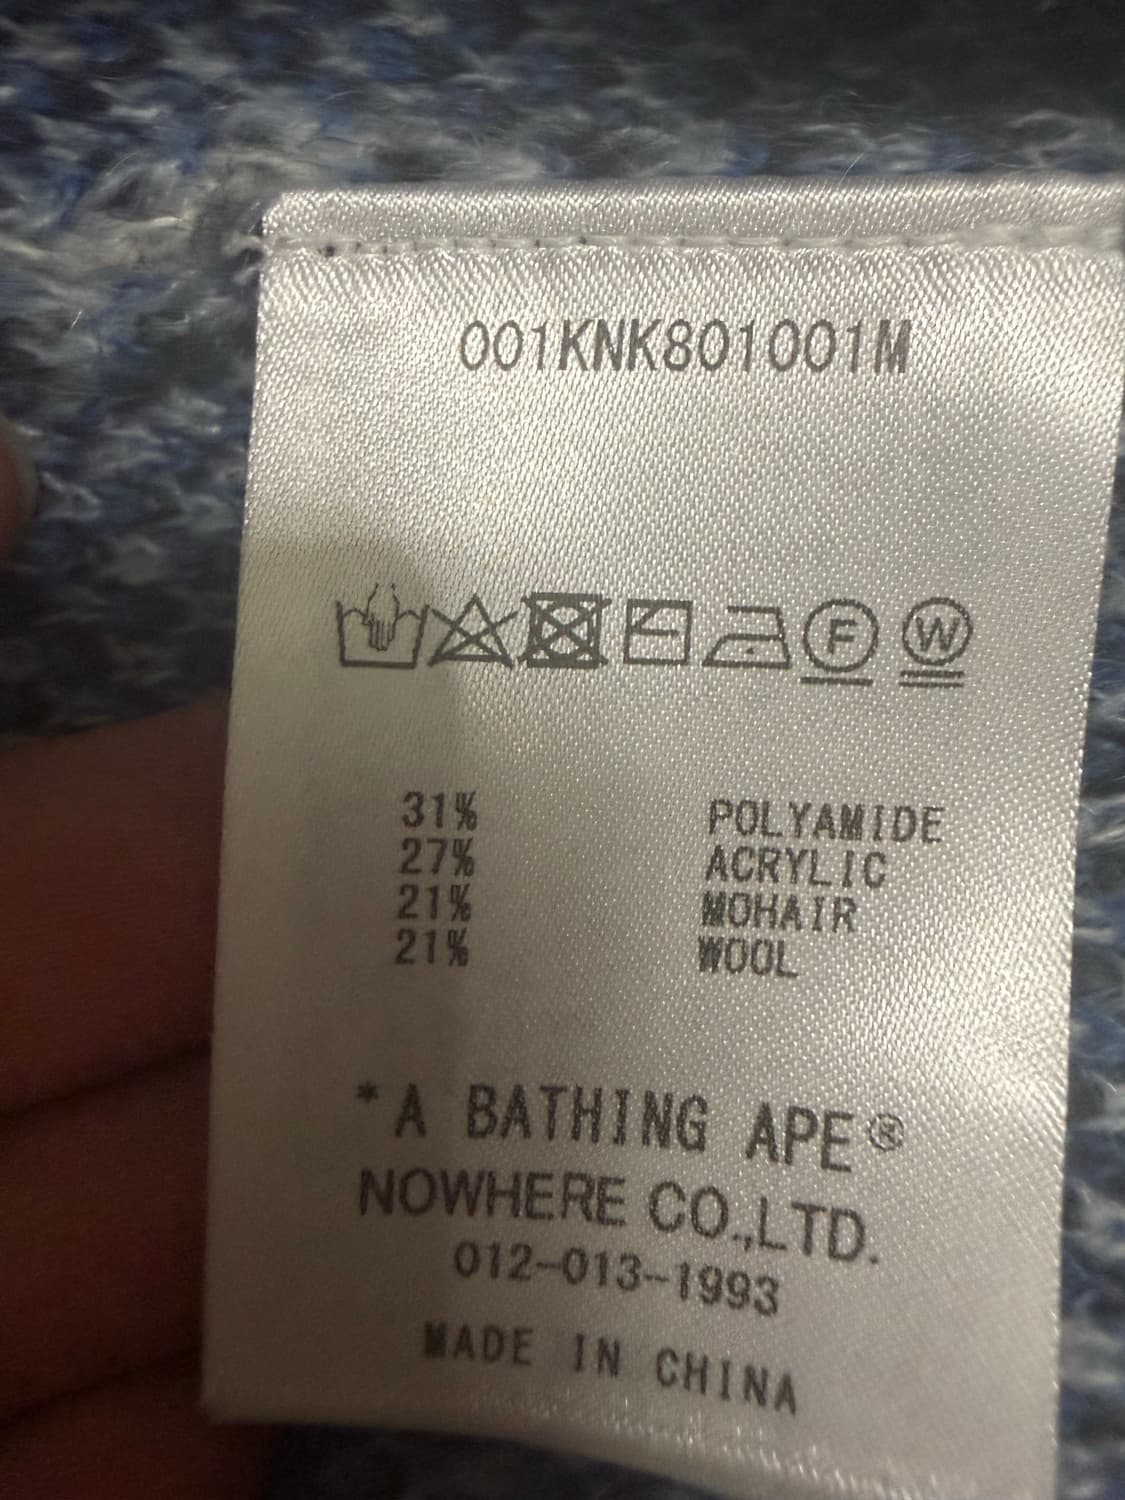 001KNK801001M
F W
31% POLYAMIDE
27% ACRYLIC
21% MOHAIR
21% WOOL
*A BATHING APE®
NOWHERE CO.,LTD.
012-013-1993
MADE IN CHINA